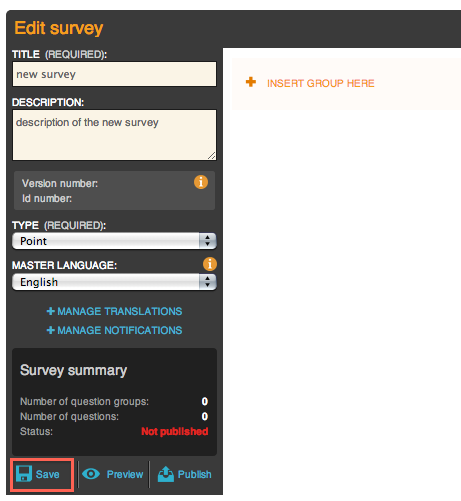 Edit survey
TITLE (REQUIRED):
new survey
DESCRIPTION:
description of the new survey
Version number:
Id number:
TYPE (REQUIRED):
Point
MASTER LANGUAGE:
English
+ MANAGE TRANSLATIONS
+ MANAGE NOTIFICATIONS
Survey summary
Number of question groups: 0
Number of questions: 0
Status: Not published
Save Preview Publish
+ INSERT GROUP HERE